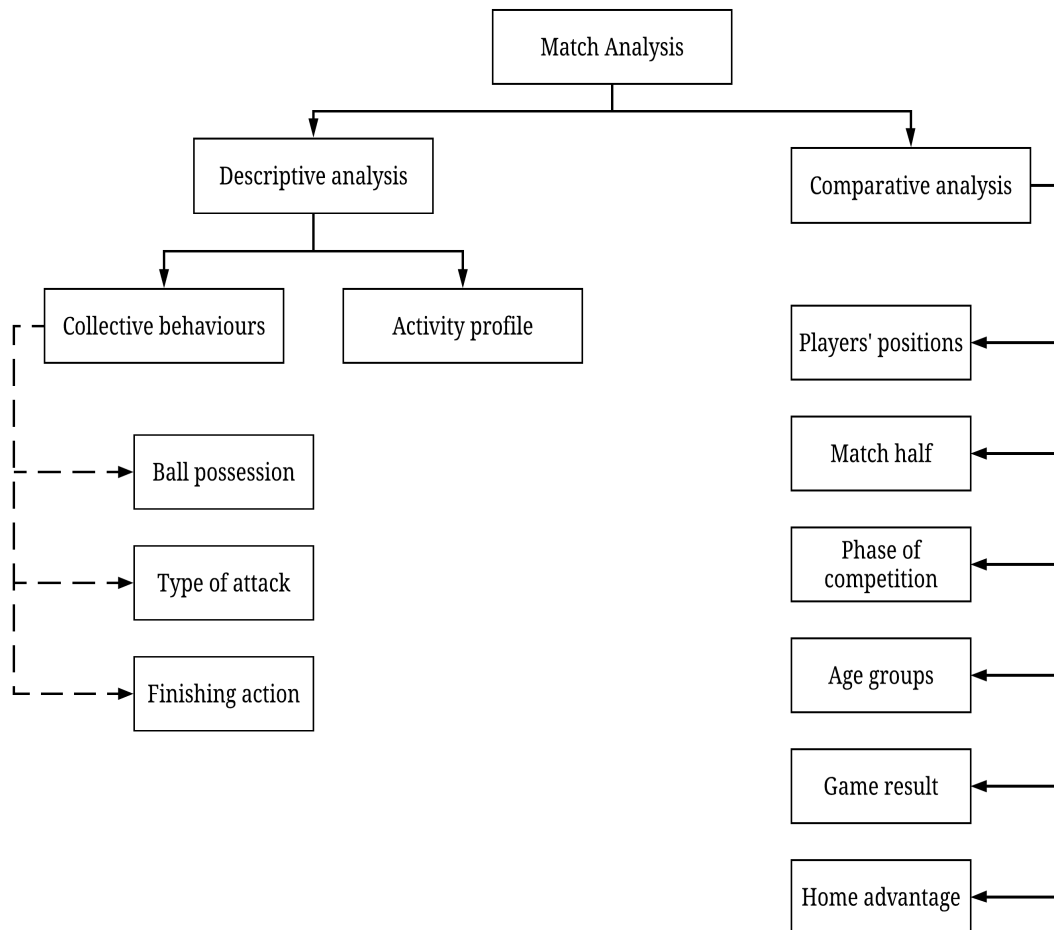 Match Analysis
Descriptive analysis
Comparative analysis
Collective behaviours
Activity profile
Players' positions
Ball possession
Match half
Type of attack
Phase of
competition
Finishing action
Age groups
Game result
Home advantage